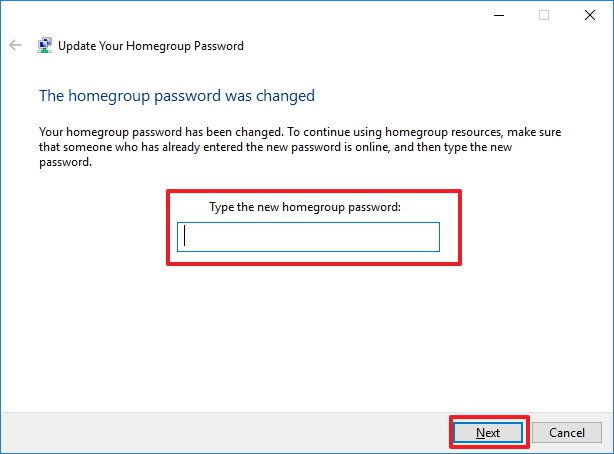 Update Your Homegroup Password
The homegroup password was changed
Your homegroup password has been changed. To continue using homegroup resources, make sure
that someone who has already entered the new password is online, and then type the new
password.
Type the new homegroup password:
Next
Cancel